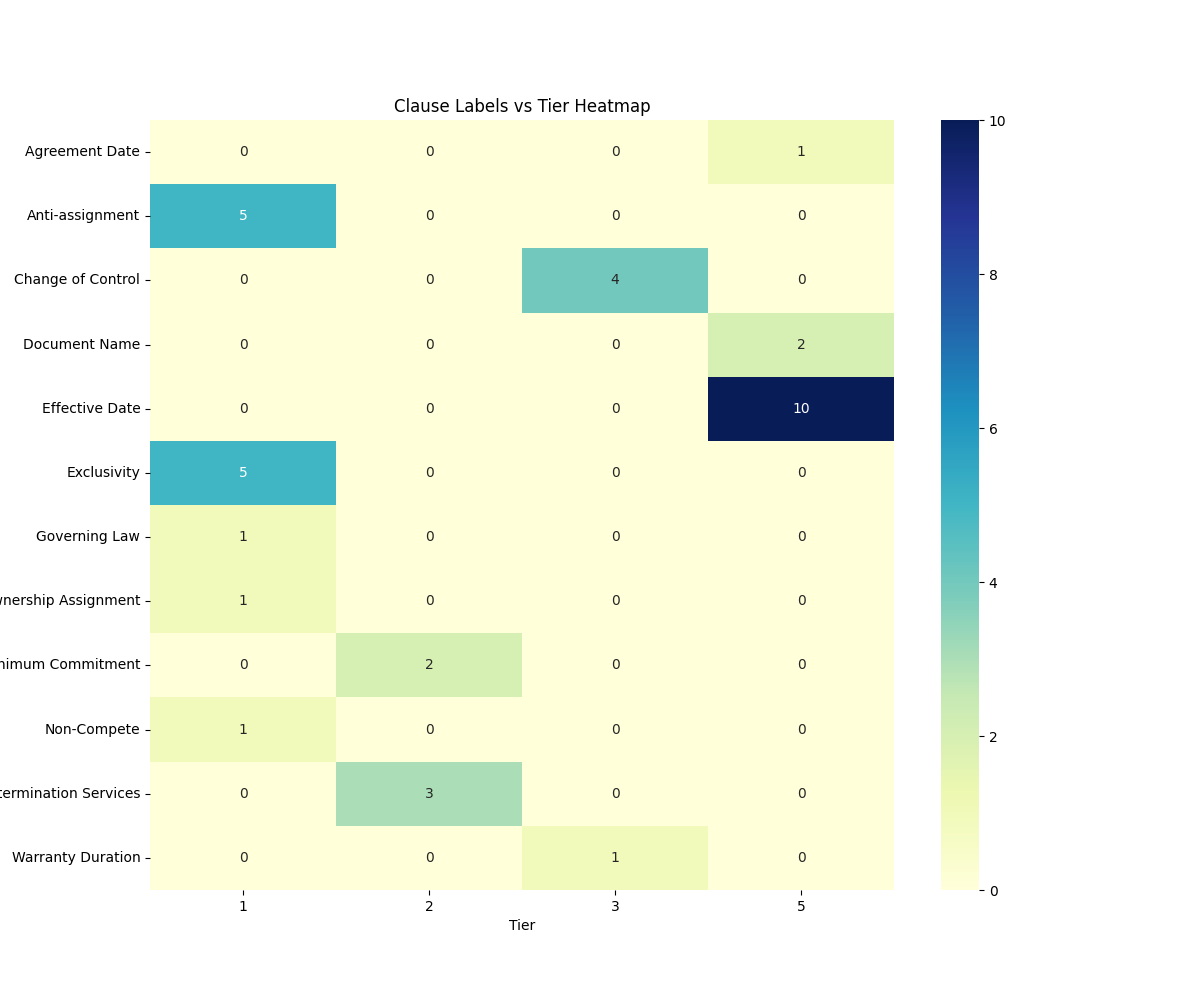 Clause Labels vs Tier Heatmap
Agreement Date 0 0 0 1
Anti-assignment 5 0 0 0
Change of Control 0 0 4 0
Document Name 0 0 0 2
Effective Date 0 0 0 10
Exclusivity 5 0 0 0
Governing Law 1 0 0 0
Assignment 1 0 0 0
Commitment 0 2 0 0
Non-Compete 1 0 0 0
Services 0 3 0 0
Warranty Duration 0 0 1 0
1 2 3 5
Tier
10
8
6
4
2
0